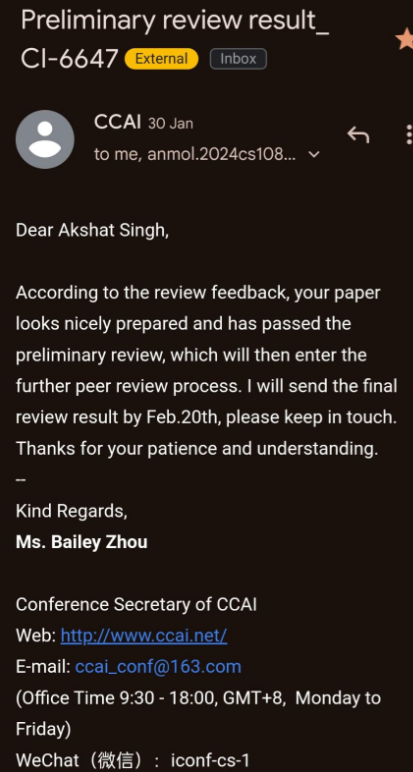 Preliminary review result_
CI-6647 External Inbox
CCAI 30 Jan
to me, anmol.2024cs108...
Dear Akshat Singh,
According to the review feedback, your paper
looks nicely prepared and has passed the
preliminary review, which will then enter the
further peer review process. I will send the final
review result by Feb.20th, please keep in touch.
Thanks for your patience and understanding.
--
Kind Regards,
Ms. Bailey Zhou
Conference Secretary of CCAI
Web: http://www.ccai.net/
E-mail: ccai_conf@163.com
(Office Time 9:30 - 18:00, GMT+8,  Monday to
Friday)
WeChat（微信）: iconf-cs-1